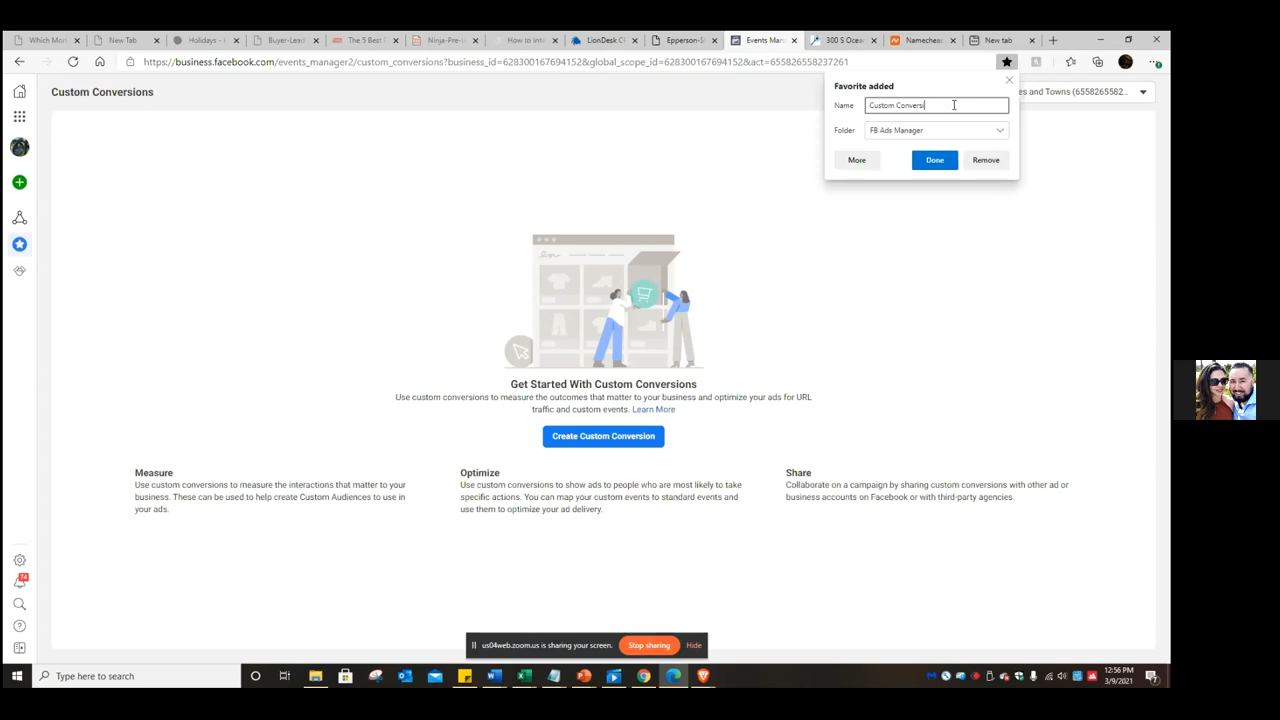 Which Mor
New Tab
Holidays -
Buyer-Lead
The 5 Best
Ninja-Pre-L
How to inte
LionDesk C
Epperson-S
Events Man
300 S Ocea
Namechea
New tab
https://business.facebook.com/events_manager2/custom_conversions?business_id=628300167694152&global_scope_id=628300167694152&act=655826558237261
Custom Conversions
es and Towns (6558265582...
Favorite added
Name Custom Conversi
Folder FB Ads Manager
More Done Remove
Get Started With Custom Conversions
Use custom conversions to measure the outcomes that matter to your business and optimize your ads for URL
traffic and custom events. Learn More
Create Custom Conversion
Measure
Use custom conversions to measure the interactions that matter to your
business. These can be used to help create Custom Audiences to use in
your ads.
Optimize
Use custom conversions to show ads to people who are most likely to take
specific actions. You can map your custom events to standard events and
use them to optimize your ad delivery.
Share
Collaborate on a campaign by sharing custom conversions with other ad or
business accounts on Facebook or with third-party agencies.
74
us04web.zoom.us is sharing your screen. Stop sharing Hide
Type here to search
12:56 PM
3/9/2021